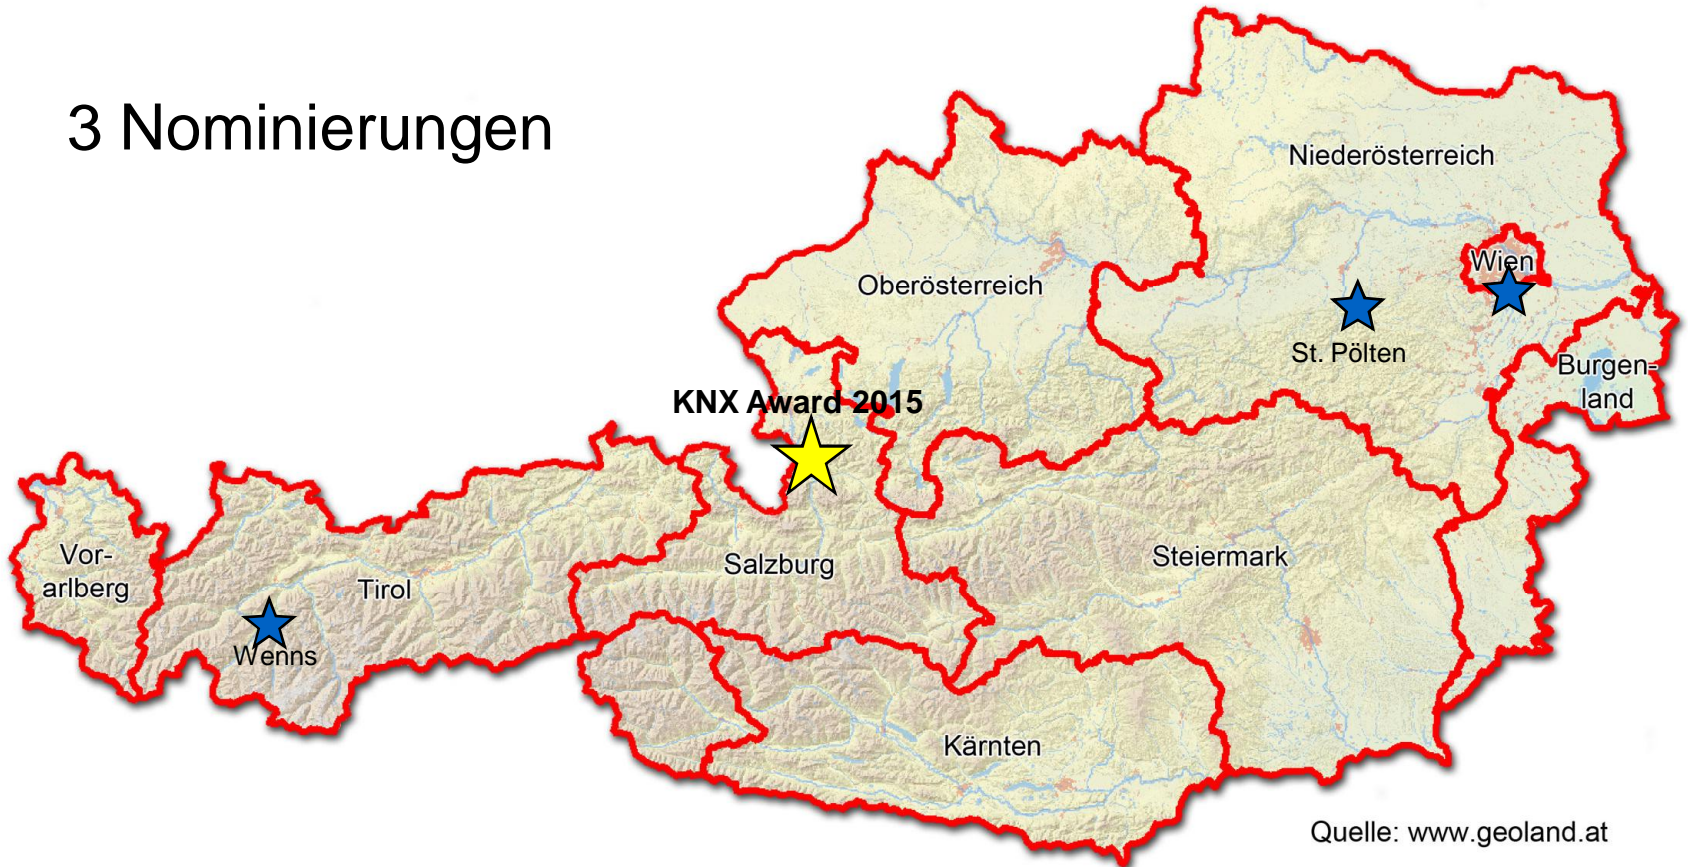 3 Nominierungen
Niederösterreich
Wien
Oberösterreich
St. Pölten
Burgen-
land
KNX Award 2015
Vor-
arlberg
Tirol
Salzburg
Steiermark
Wenns
Kärnten
Quelle: www.geoland.at